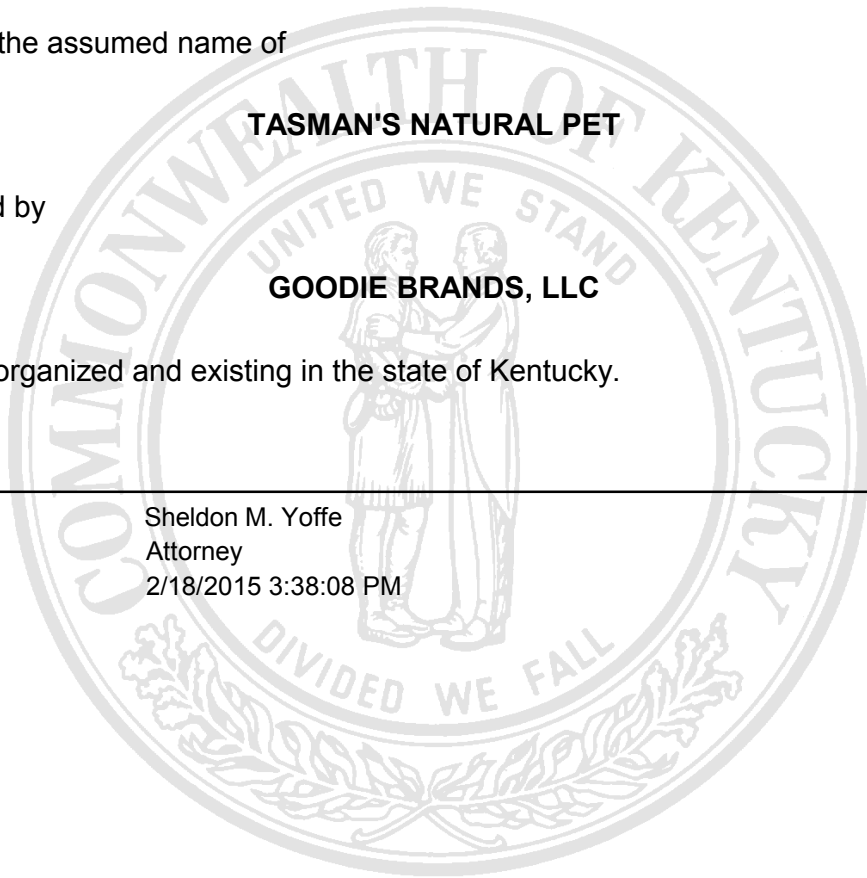 the assumed name of
TASMAN'S NATURAL PET
d by
GOODIE BRANDS, LLC
organized and existing in the state of Kentucky.
Sheldon M. Yoffe
Attorney
2/18/2015 3:38:08 PM
COMMONWEALTH OF KENTUCKY
UNITED WE STAND
DIVIDED WE FALL